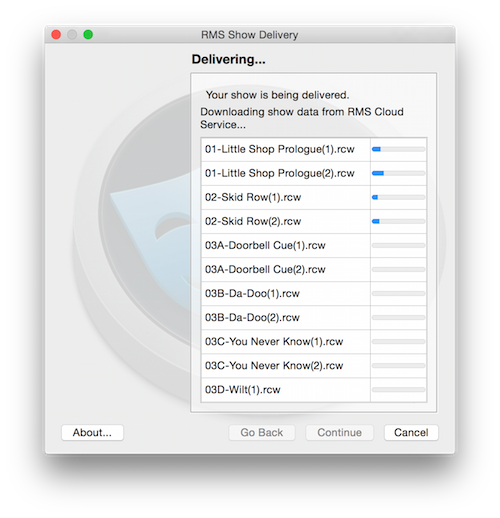 RMS Show Delivery
Delivering...
Your show is being delivered.
Downloading show data from RMS Cloud
Service...
01-Little Shop Prologue(1).rcw
01-Little Shop Prologue(2).rcw
02-Skid Row(1).rcw
02-Skid Row(2).rcw
03A-Doorbell Cue(1).rcw
03A-Doorbell Cue(2).rcw
03B-Da-Doo(1).rcw
03B-Da-Doo(2).rcw
03C-You Never Know(1).rcw
03C-You Never Know(2).rcw
03D-Wilt(1).rcw
About... Go Back Continue Cancel